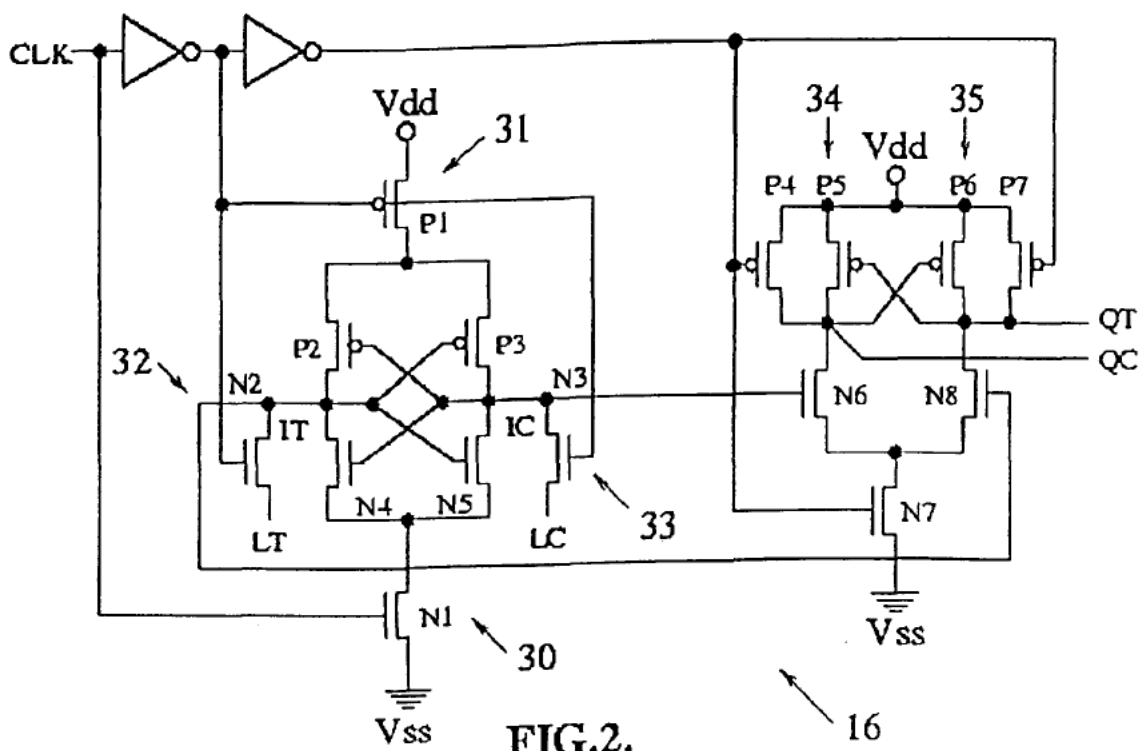 CLK
Vdd
31
34
35
Vdd
P4
P5
P6
P7
P1
QT
QC
P2
P3
32
N2
N3
IT
IC
N6
N8
N4
N5
LT
LC
33
N7
N1
30
Vss
Vss
16
FIG.2.